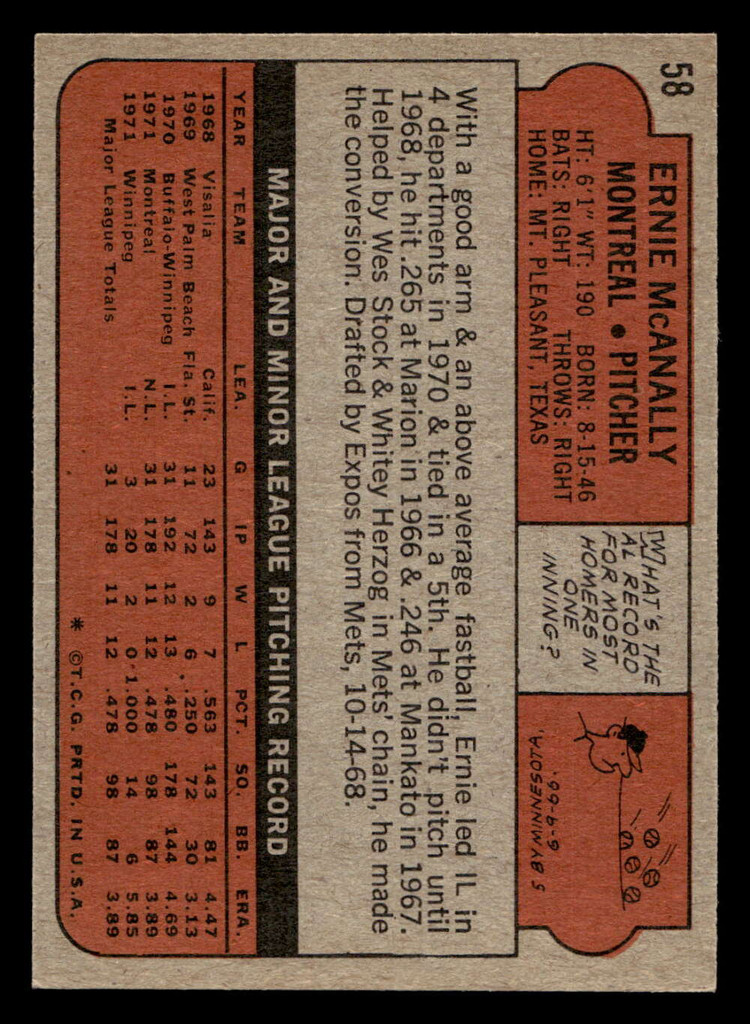 58
ERNIE McANALLY
MONTREAL • PITCHER
HT: 6'1" WT: 190 BORN: 8-15-46
BATS: RIGHT THROWS: RIGHT
HOME: MT. PLEASANT, TEXAS
WHAT'S THE
AL RECORD
FOR MOST
HOMERS IN
ONE
INNING?
5 BY MINNESOTA,
6-9-66.
With a good arm & an above average fastball, Ernie led IL in
4 departments in 1970 & tied in a 5th. He didn't pitch until
1968, he hit .265 at Marion in 1966 & .246 at Mankato in 1967.
Helped by Wes Stock & Whitey Herzog in Mets' chain, he made
the conversion. Drafted by Expos from Mets, 10-14-68.
MAJOR AND MINOR LEAGUE PITCHING RECORD
YEAR TEAM LEA. G IP W L PCT. SO. BB. ERA.
1968 Visalia Calif. 23 143 9 7 .563 143 81 4.47
1969 West Palm Beach Fla. St. 11 72 2 6 .250 72 30 3.13
1970 Buffalo-Winnipeg I.L. 31 192 12 13 .480 178 144 4.69
1971 Montreal N.L. 31 178 11 12 .478 98 87 3.89
1971 Winnipeg I.L. 3 20 2 0 1.000 14 6 5.85
Major League Totals 31 178 11 12 .478 98 87 3.89
* © T.C.G. PRTD. IN U.S.A.